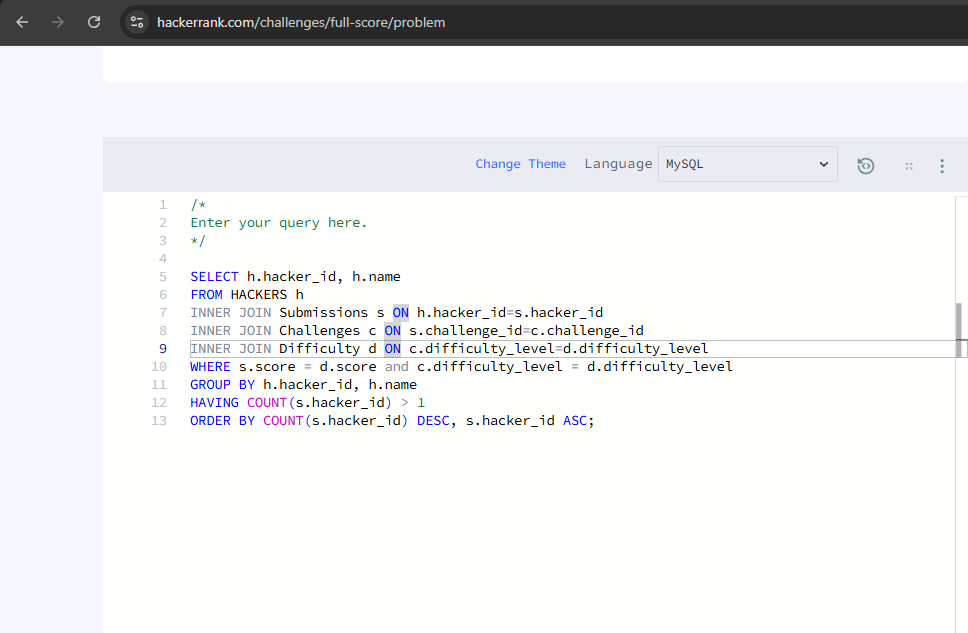 hackerrank.com/challenges/full-score/problem
Change Theme Language MySQL
1 /*
2 Enter your query here.
3 */
4
5 SELECT h.hacker_id, h.name
6 FROM HACKERS h
7 INNER JOIN Submissions s ON h.hacker_id=s.hacker_id
8 INNER JOIN Challenges c ON s.challenge_id=c.challenge_id
9 INNER JOIN Difficulty d ON c.difficulty_level=d.difficulty_level
10 WHERE s.score = d.score and c.difficulty_level = d.difficulty_level
11 GROUP BY h.hacker_id, h.name
12 HAVING COUNT(s.hacker_id) > 1
13 ORDER BY COUNT(s.hacker_id) DESC, s.hacker_id ASC;